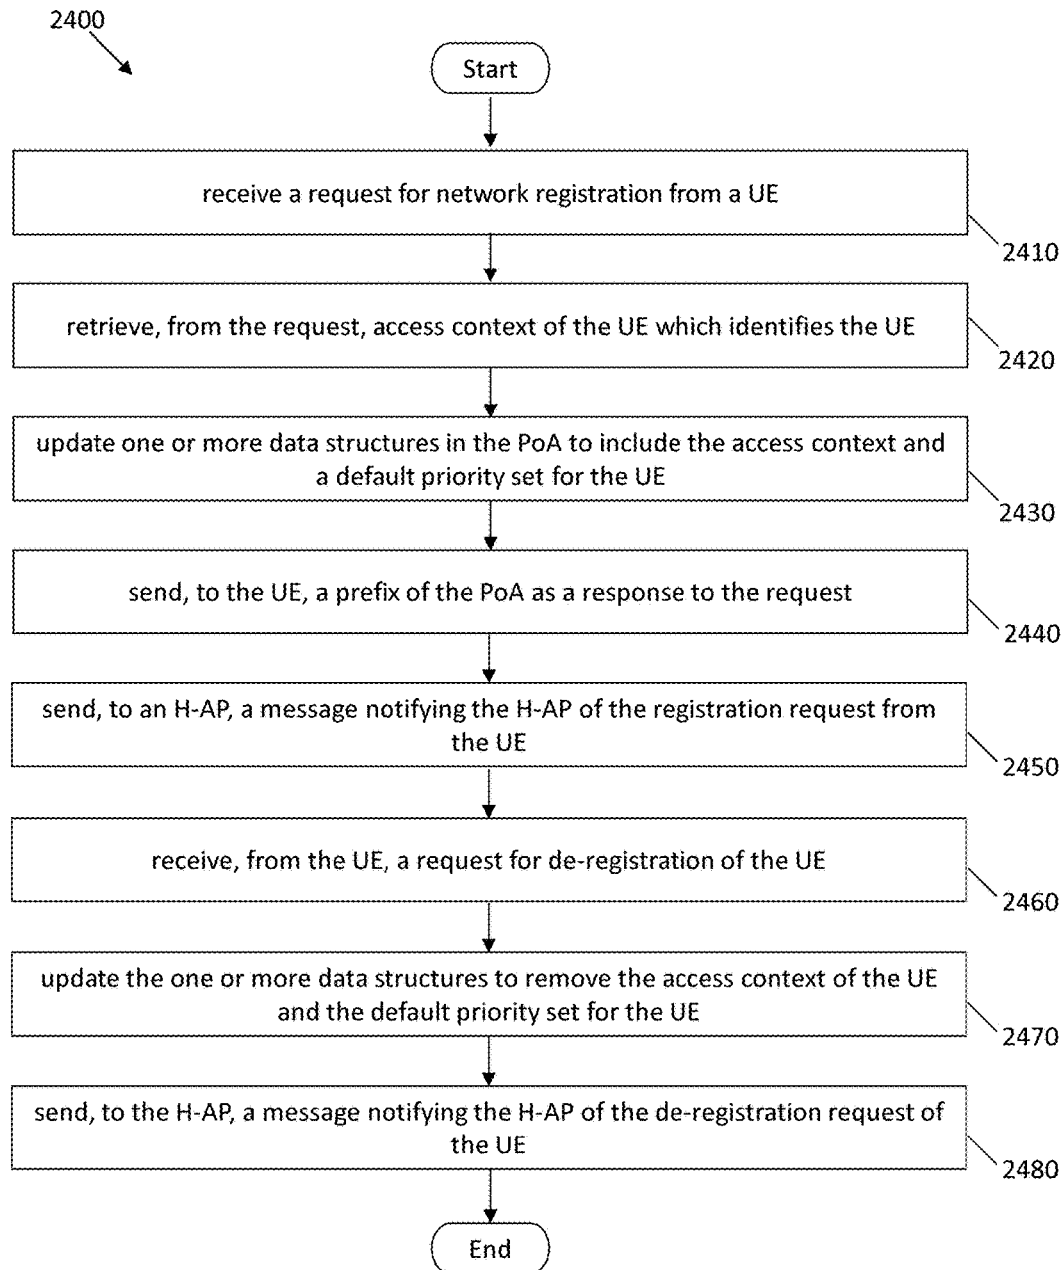 2400
Start
receive a request for network registration from a UE
2410
retrieve, from the request, access context of the UE which identifies the UE
2420
update one or more data structures in the PoA to include the access context and
a default priority set for the UE
2430
send, to the UE, a prefix of the PoA as a response to the request
2440
send, to an H-AP, a message notifying the H-AP of the registration request from
the UE
2450
receive, from the UE, a request for de-registration of the UE
2460
update the one or more data structures to remove the access context of the UE
and the default priority set for the UE
2470
send, to the H-AP, a message notifying the H-AP of the de-registration request of
the UE
2480
End